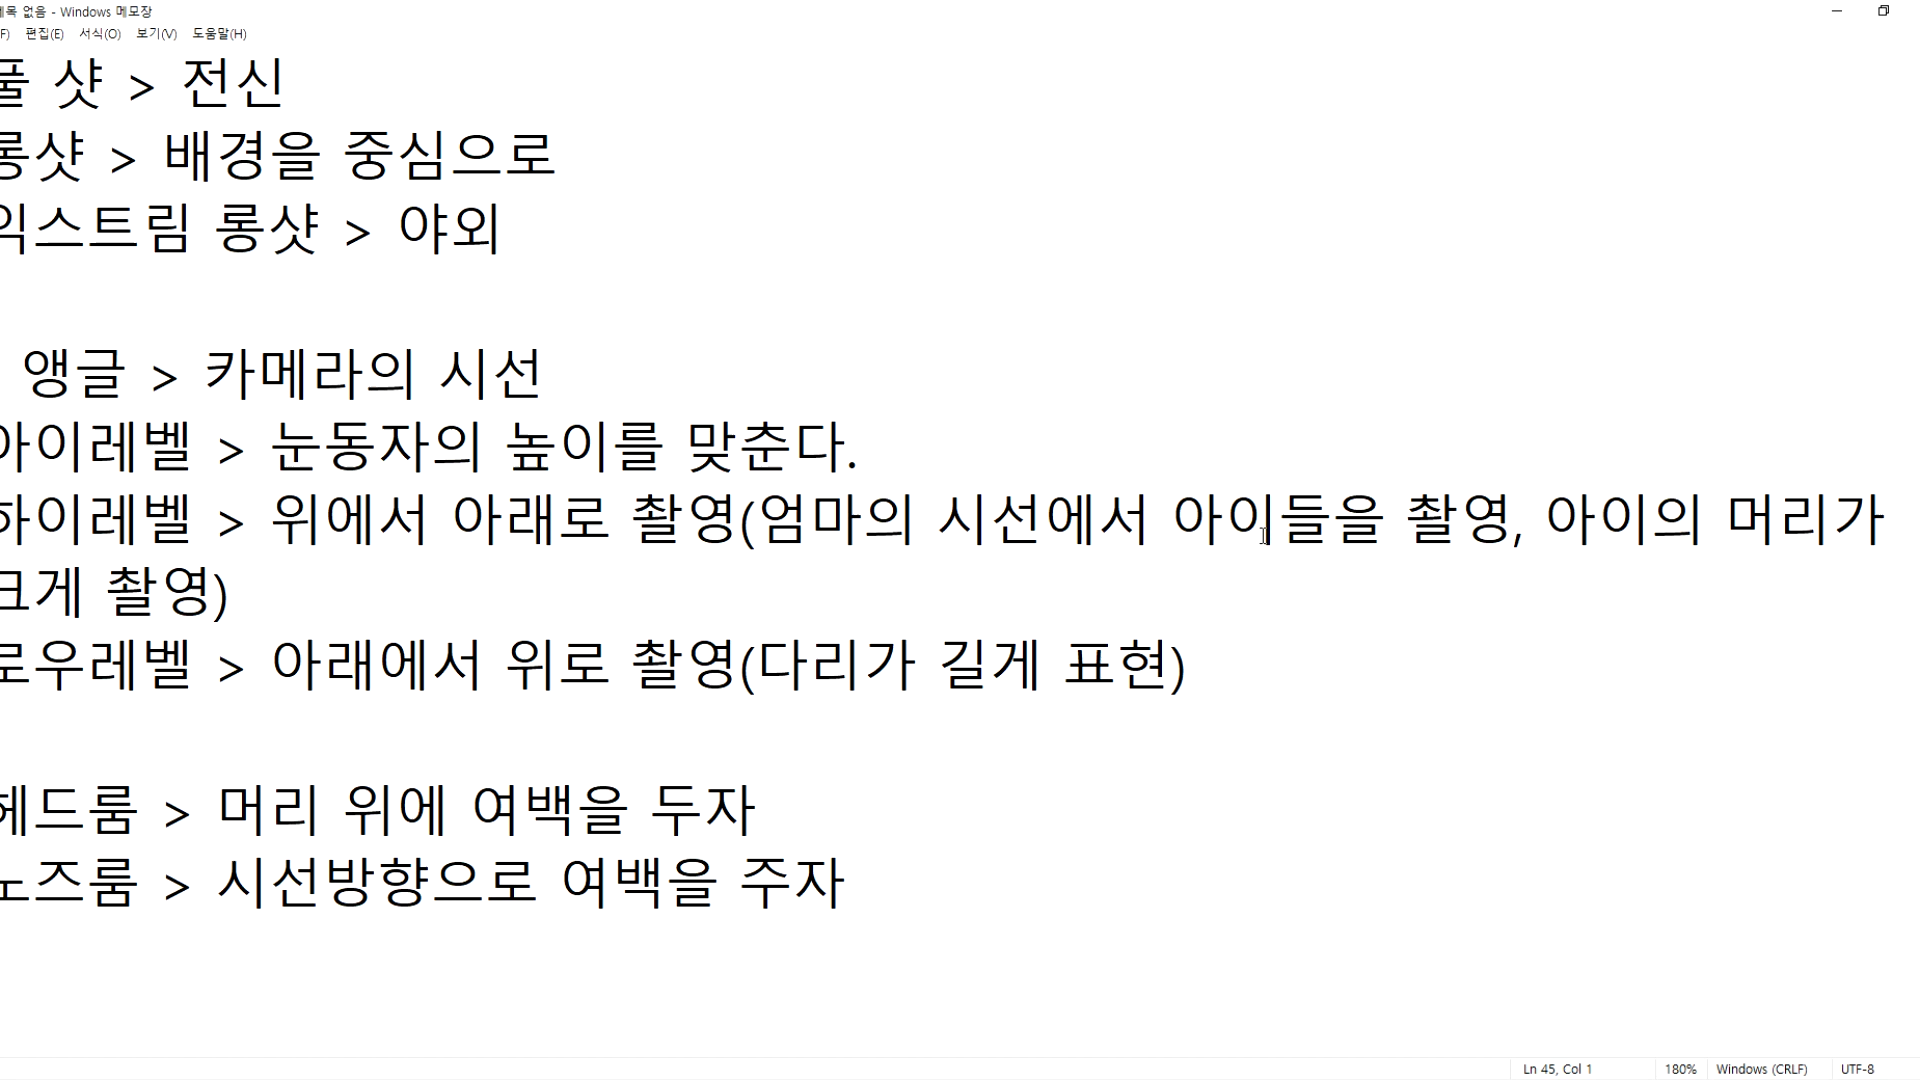 제목 없음 - Windows 메모장
(F) 편집(E) 서식(O) 보기(V) 도움말(H)
풀 샷 > 전신
롱샷 > 배경을 중심으로
익스트림 롱샷 > 야외
앵글 > 카메라의 시선
아이레벨 > 눈동자의 높이를 맞춘다.
하이레벨 > 위에서 아래로 촬영(엄마의 시선에서 아이들을 촬영, 아이의 머리가
크게 촬영)
로우레벨 > 아래에서 위로 촬영(다리가 길게 표현)
헤드룸 > 머리 위에 여백을 두자
노즈룸 > 시선방향으로 여백을 주자
Ln 45, Col 1 180% Windows (CRLF) UTF-8